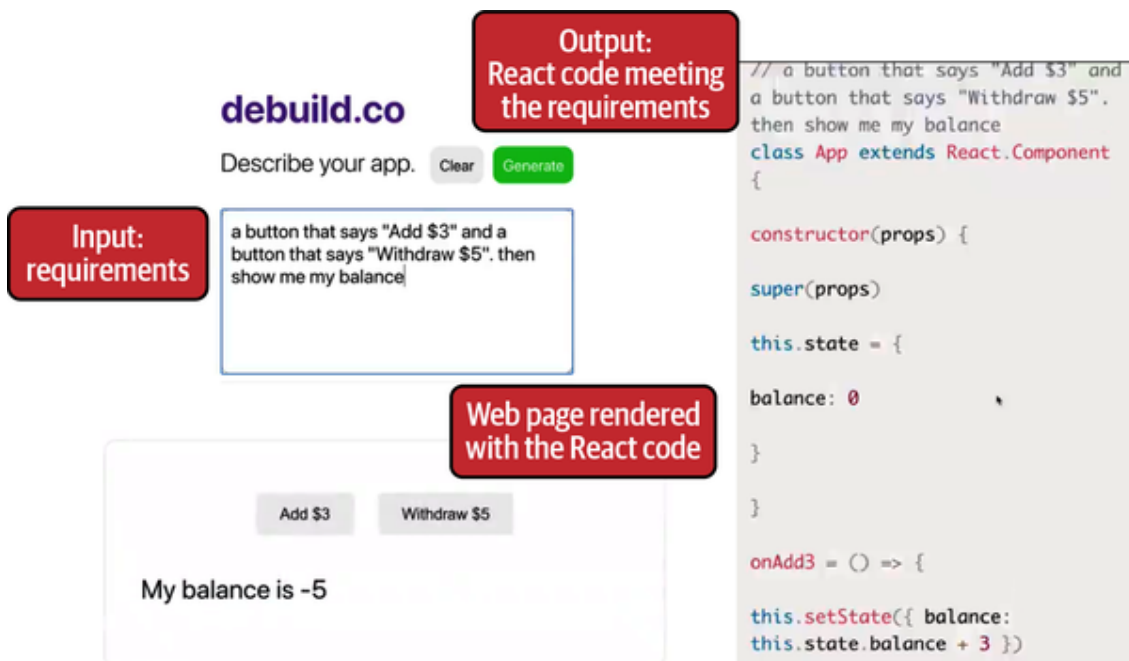 Output:
React code meeting
the requirements
debuild.co
Describe your app.
Clear
Generate
Input:
requirements
a button that says "Add $3" and a
button that says "Withdraw $5". then
show me my balance
Web page rendered
with the React code
Add $3
Withdraw $5
My balance is -5
// a button that says "Add $3" and
a button that says "Withdraw $5".
then show me my balance
class App extends React.Component
{
constructor(props) {
super(props)
this.state = {
balance: 0
}
}
onAdd3 = () => {
this.setState({ balance:
this.state.balance + 3 })